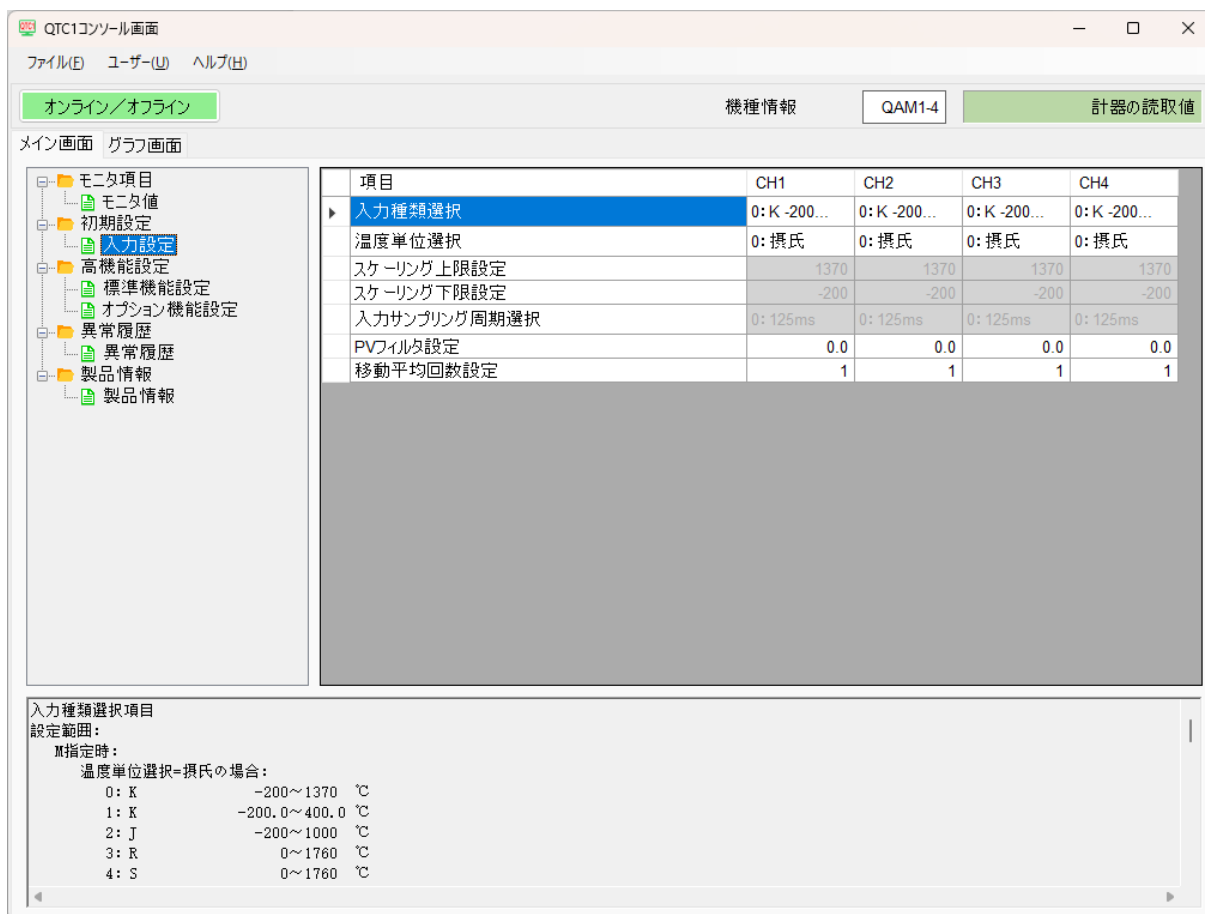 QTC1コンソール画面
ファイル(F) ユーザー(U) ヘルプ(H)
オンライン／オフライン 機種情報 QAM1-4 計器の読取値
メイン画面 グラフ画面
モニタ項目
モニタ値
初期設定
入力設定
高機能設定
標準機能設定
オプション機能設定
異常履歴
異常履歴
製品情報
製品情報
項目 CH1 CH2 CH3 CH4
入力種類選択 0: K -200... 0: K -200... 0: K -200... 0: K -200...
温度単位選択 0: 摂氏 0: 摂氏 0: 摂氏 0: 摂氏
スケーリング上限設定 1370 1370 1370 1370
スケーリング下限設定 -200 -200 -200 -200
入力サンプリング周期選択 0: 125ms 0: 125ms 0: 125ms 0: 125ms
PVフィルタ設定 0.0 0.0 0.0 0.0
移動平均回数設定 1 1 1 1
入力種類選択項目
設定範囲:
M指定時:
温度単位選択=摂氏の場合:
0: K -200～1370 ℃
1: K -200.0～400.0 ℃
2: J -200～1000 ℃
3: R 0～1760 ℃
4: S 0～1760 ℃